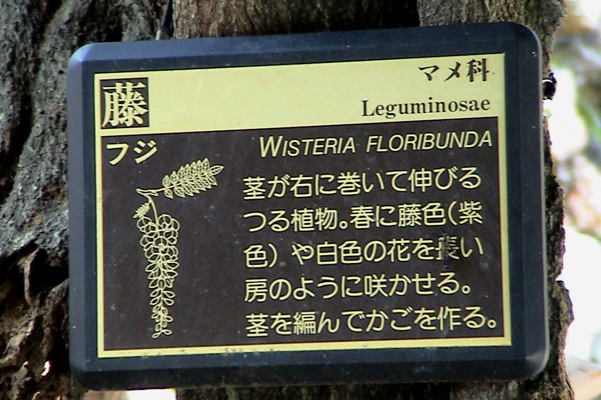 藤
マメ科
Leguminosae
フジ
WISTERIA FLORIBUNDA
茎が右に巻いて伸びる
つる植物。春に藤色(紫
色)や白色の花を長い
房のように咲かせる。
茎を編んでかごを作る。